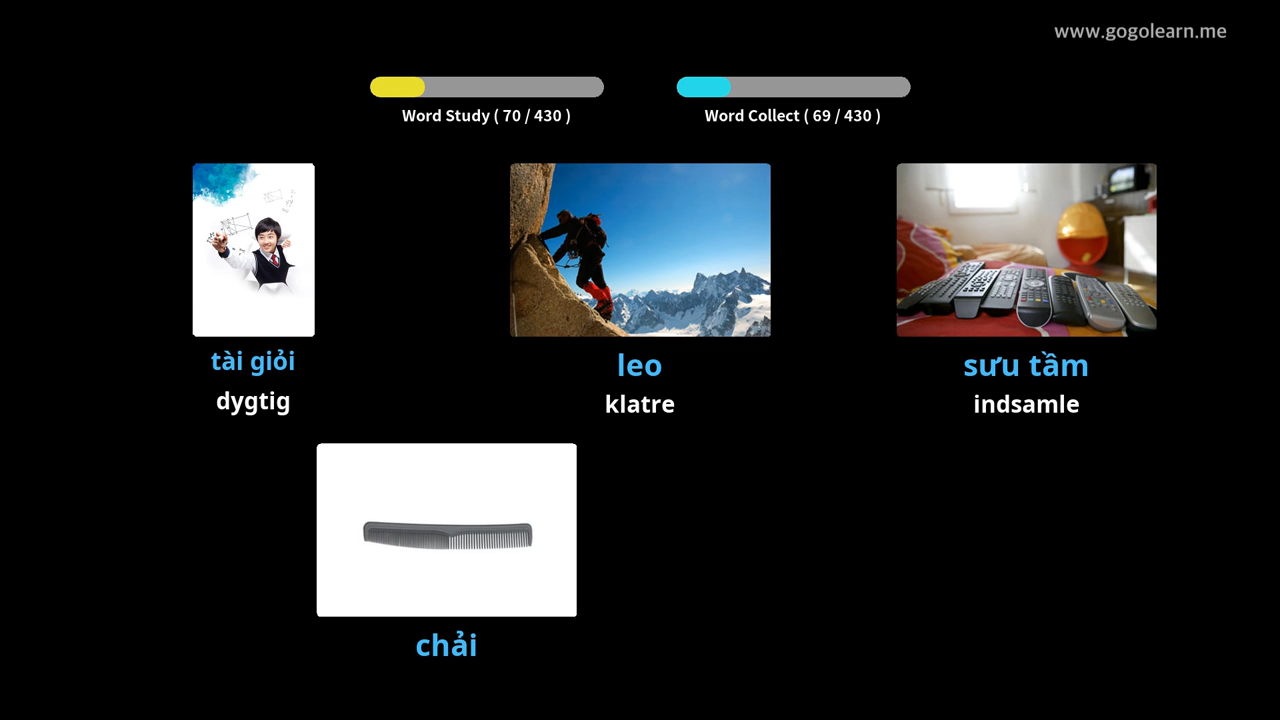 www.gogolearn.me
Word Study ( 70 / 430 )
Word Collect ( 69 / 430 )
tài giỏi
dygtig
leo
klatre
sưu tầm
indsamle
chải